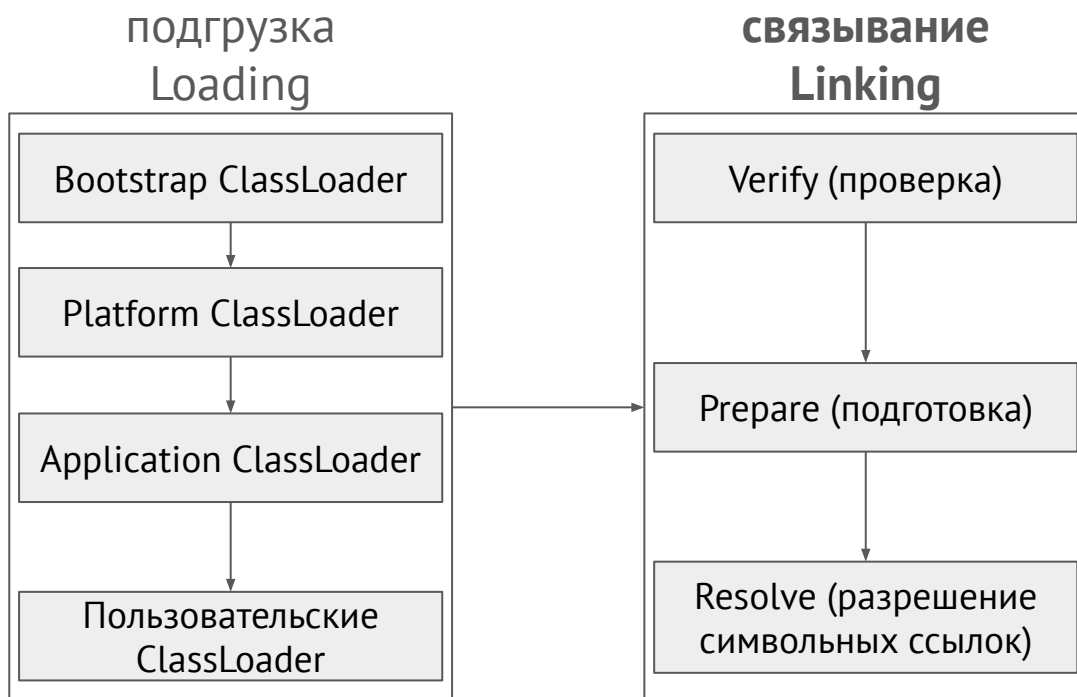 подгрузка
Loading
Bootstrap ClassLoader
Platform ClassLoader
Application ClassLoader
Пользовательские
ClassLoader
связывание
Linking
Verify (проверка)
Prepare (подготовка)
Resolve (разрешение
символьных ссылок)